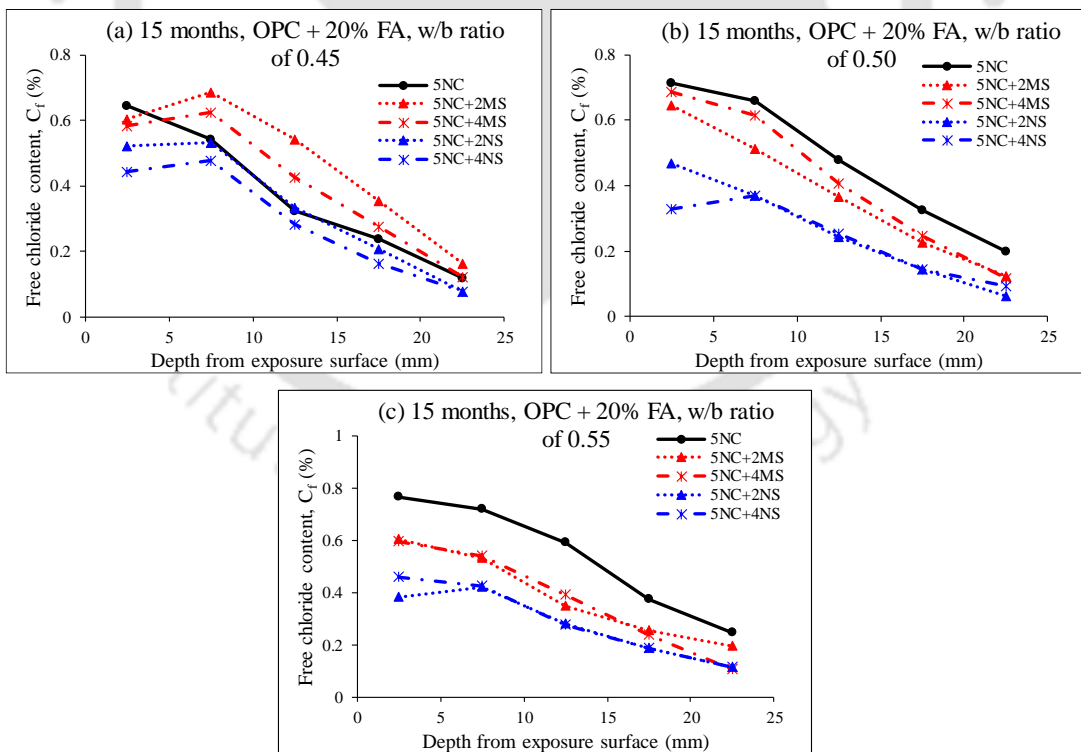 (a) 15 months, OPC + 20% FA, w/b ratio
of 0.45
Free chloride content, Cf (%)
0.8
0.6
0.4
0.2
0
5NC
5NC+2MS
5NC+4MS
5NC+2NS
5NC+4NS
0 5 10 15 20 25
Depth from exposure surface (mm)
(b) 15 months, OPC + 20% FA, w/b ratio
of 0.50
Free chloride content, Cf (%)
0.8
0.6
0.4
0.2
0
5NC
5NC+2MS
5NC+4MS
5NC+2NS
5NC+4NS
0 5 10 15 20 25
Depth from exposure surface (mm)
(c) 15 months, OPC + 20% FA, w/b ratio
of 0.55
Free chloride content, Cf (%)
1
0.8
0.6
0.4
0.2
0
5NC
5NC+2MS
5NC+4MS
5NC+2NS
5NC+4NS
0 5 10 15 20 25
Depth from exposure surface (mm)